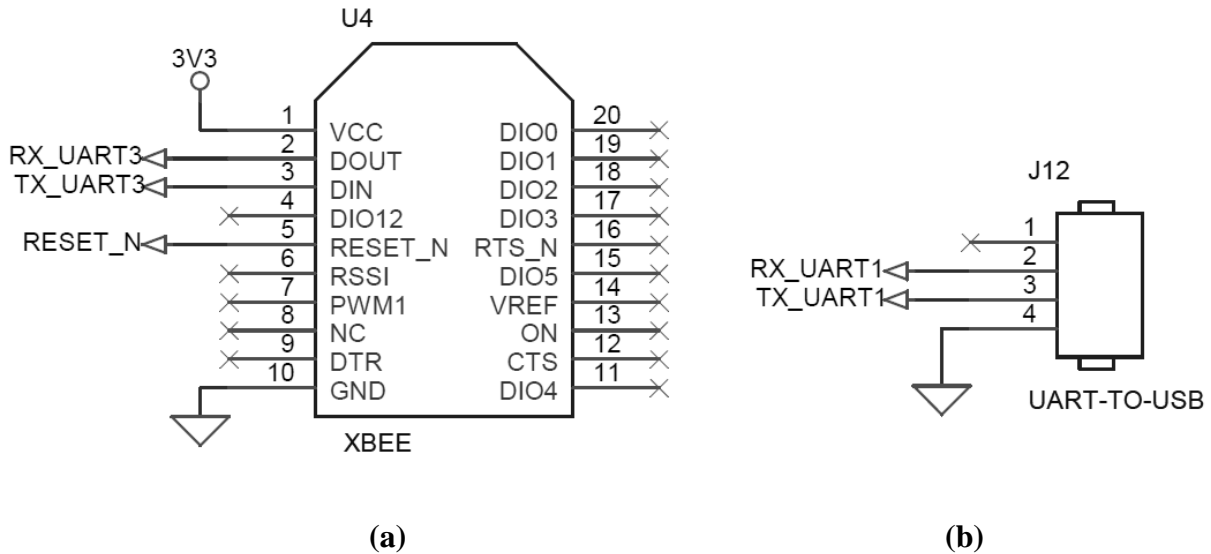 U4
3V3
1 VCC DIO0 20
RX_UART3 2 DOUT DIO1 19
TX_UART3 3 DIN DIO2 18
4 DIO12 DIO3 17
RESET_N 5 RESET_N RTS_N 16
6 RSSI DIO5 15
7 PWM1 VREF 14
8 NC ON 13
9 DTR CTS 12
10 GND DIO4 11
XBEE
(a)
J12
1
RX_UART1 2
TX_UART1 3
4
UART-TO-USB
(b)